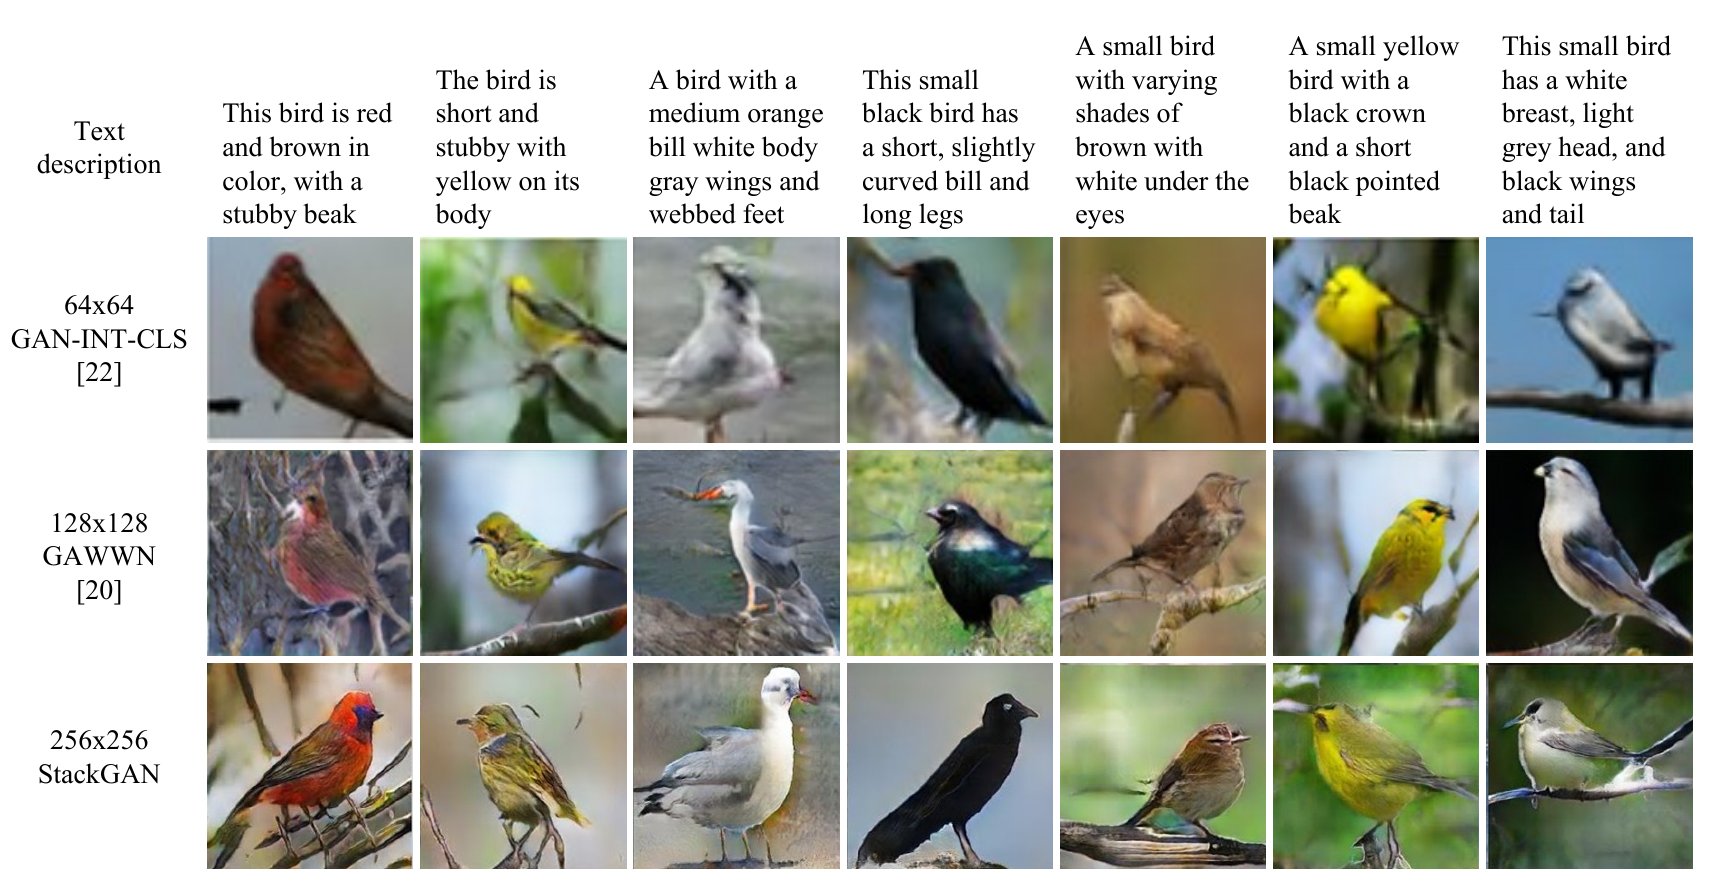 Text
description
This bird is red
and brown in
color, with a
stubby beak
The bird is
short and
stubby with
yellow on its
body
A bird with a
medium orange
bill white body
gray wings and
webbed feet
This small
black bird has
a short, slightly
curved bill and
long legs
A small bird
with varying
shades of
brown with
white under the
eyes
A small yellow
bird with a
black crown
and a short
black pointed
beak
This small bird
has a white
breast, light
grey head, and
black wings
and tail
64x64
GAN-INT-CLS
[22]
128x128
GAWWN
[20]
256x256
StackGAN